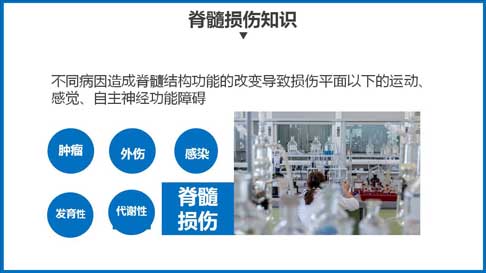 脊髓损伤知识
不同病因造成脊髓结构功能的改变导致损伤平面以下的运动、
感觉、自主神经功能障碍
肿瘤
外伤
感染
发育性
代谢性
脊髓
损伤